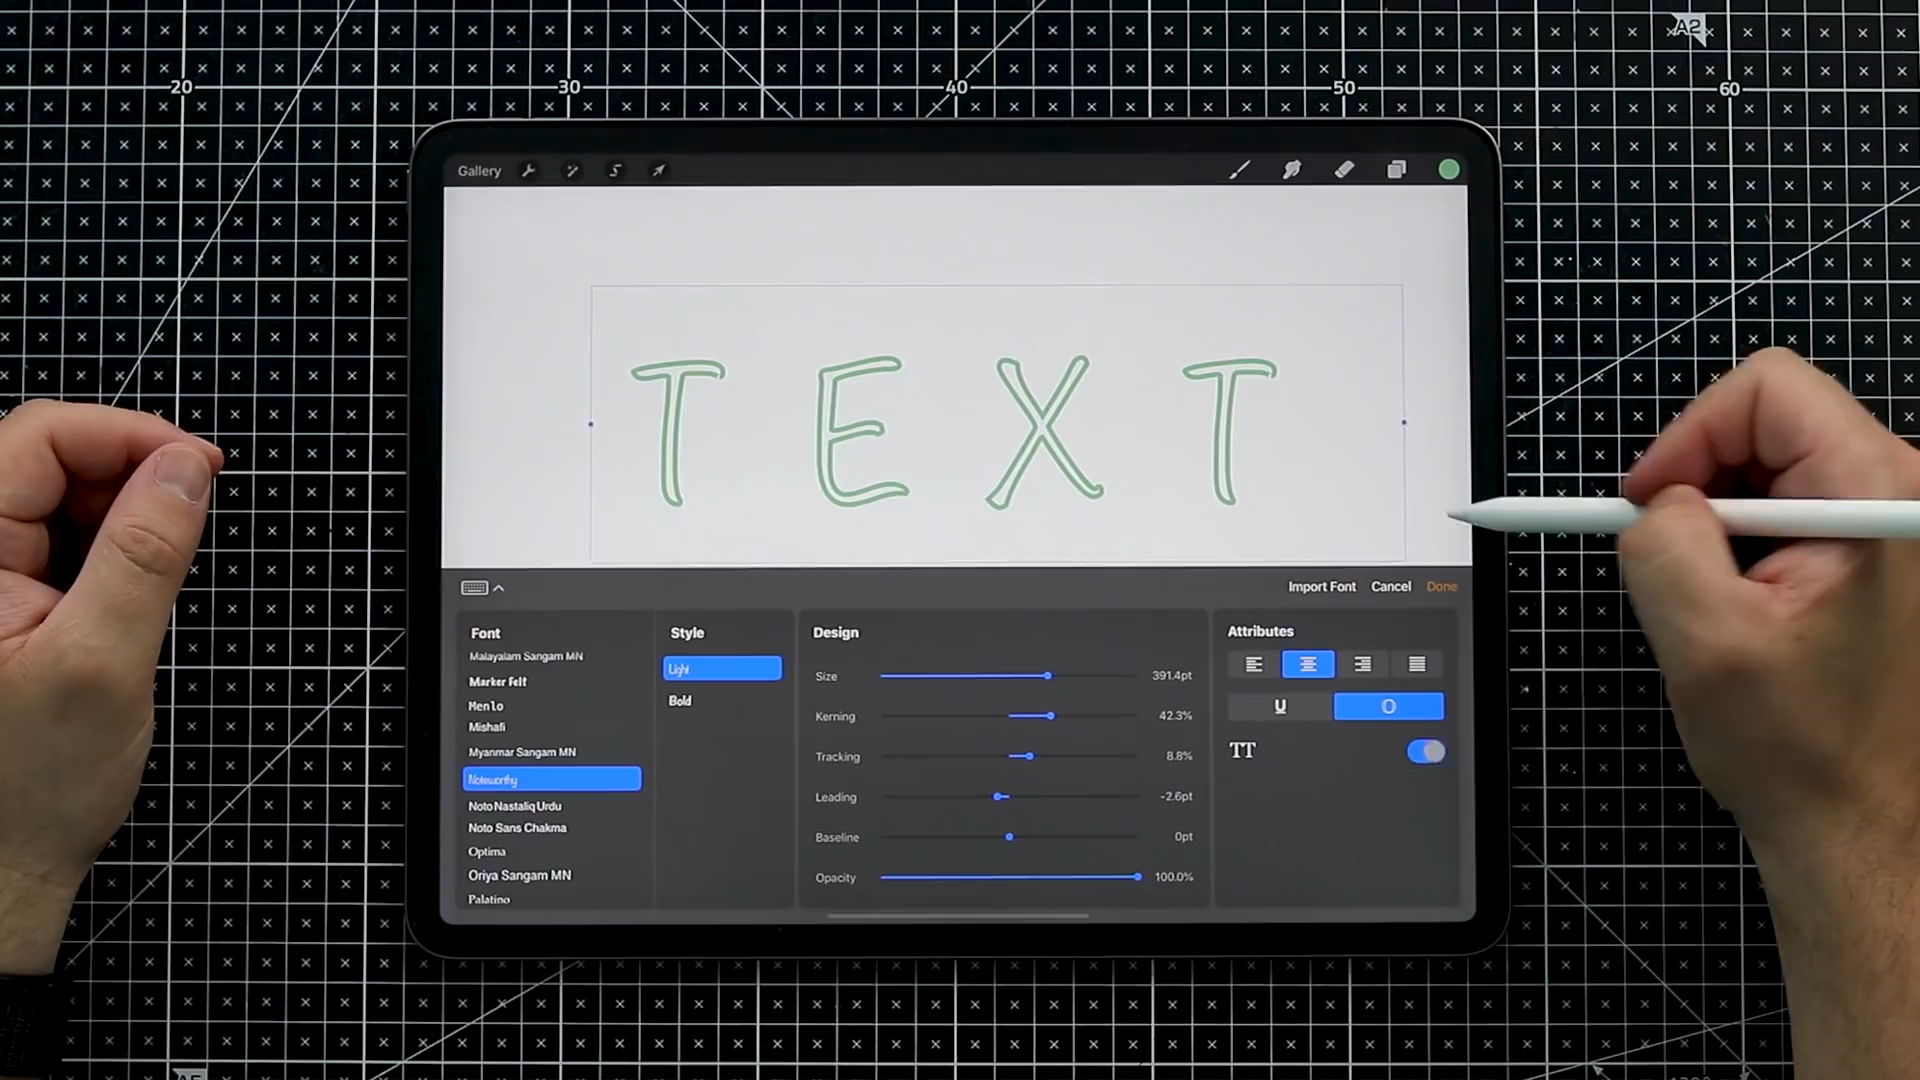 A2
20 30 40 50 60
Gallery
TEXT
Import Font Cancel Done
Font
Malayalam Sangam MN
Marker Felt
Menlo
Mishafi
Myanmar Sangam MN
Noteworthy
Noto Nastaliq Urdu
Noto Sans Chakma
Optima
Oriya Sangam MN
Palatino
Style
Light
Bold
Design
Size 391.4pt
Kerning 42.3%
Tracking 8.8%
Leading -2.6pt
Baseline 0pt
Opacity 100.0%
Attributes
U O
TT